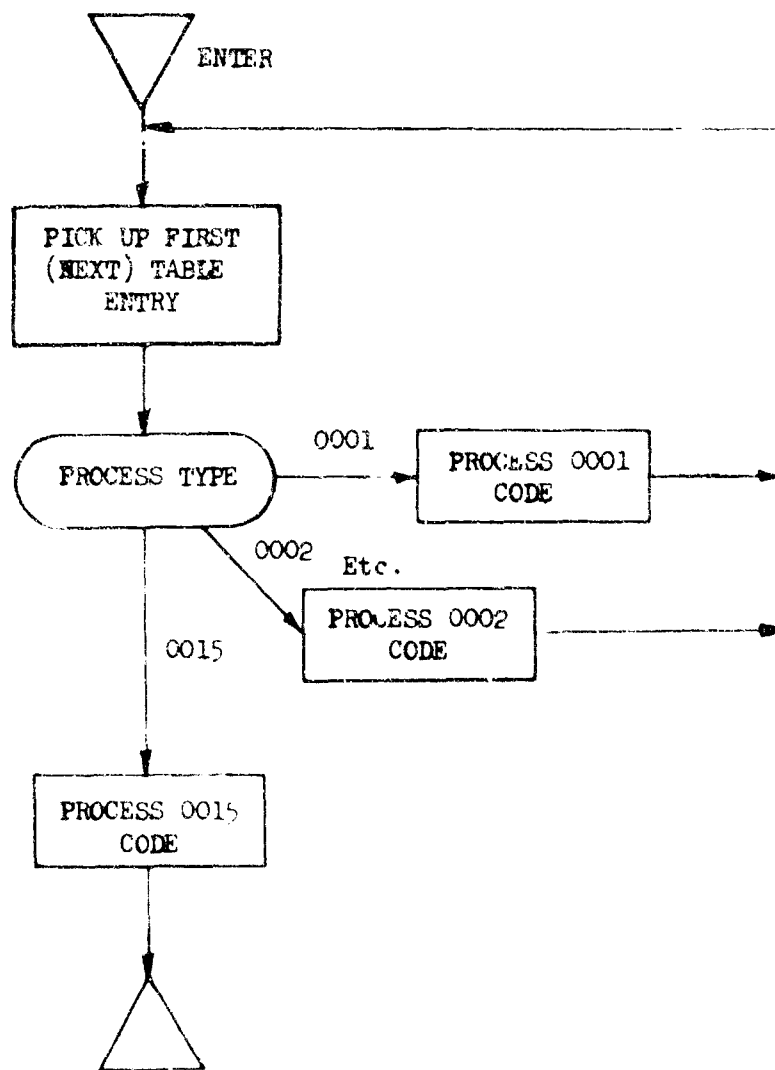 ENTER
PICK UP FIRST
(NEXT) TABLE
ENTRY
PROCESS TYPE
0001
PROCESS 0001
CODE
0002
Etc.
PROCESS 0002
CODE
0015
PROCESS 0015
CODE